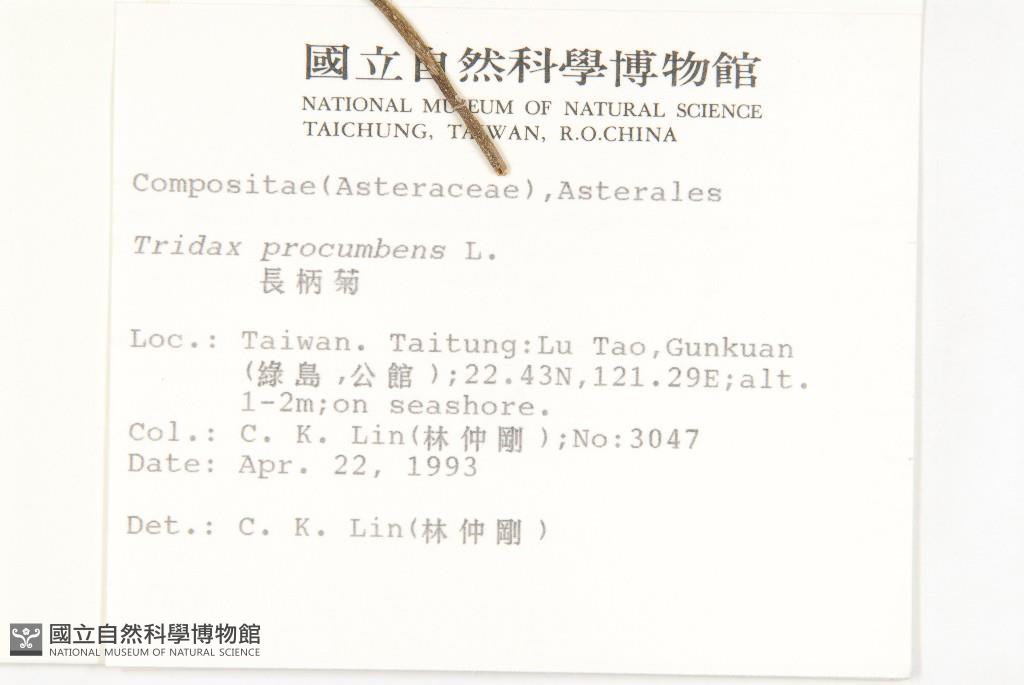 國立自然科學博物館
NATIONAL MUSEUM OF NATURAL SCIENCE
TAICHUNG, TAIWAN, R.O.CHINA
Compositae(Asteraceae),Asterales
Tridax procumbens L.
長柄菊
Loc.: Taiwan. Taitung:Lu Tao,Gunkuan
(綠島,公館);22.43N,121.29E;alt.
1-2m;on seashore.
Col.: C. K. Lin(林仲剛);No:3047
Date: Apr. 22, 1993
Det.: C. K. Lin(林仲剛)
國立自然科學博物館
NATIONAL MUSEUM OF NATURAL SCIENCE